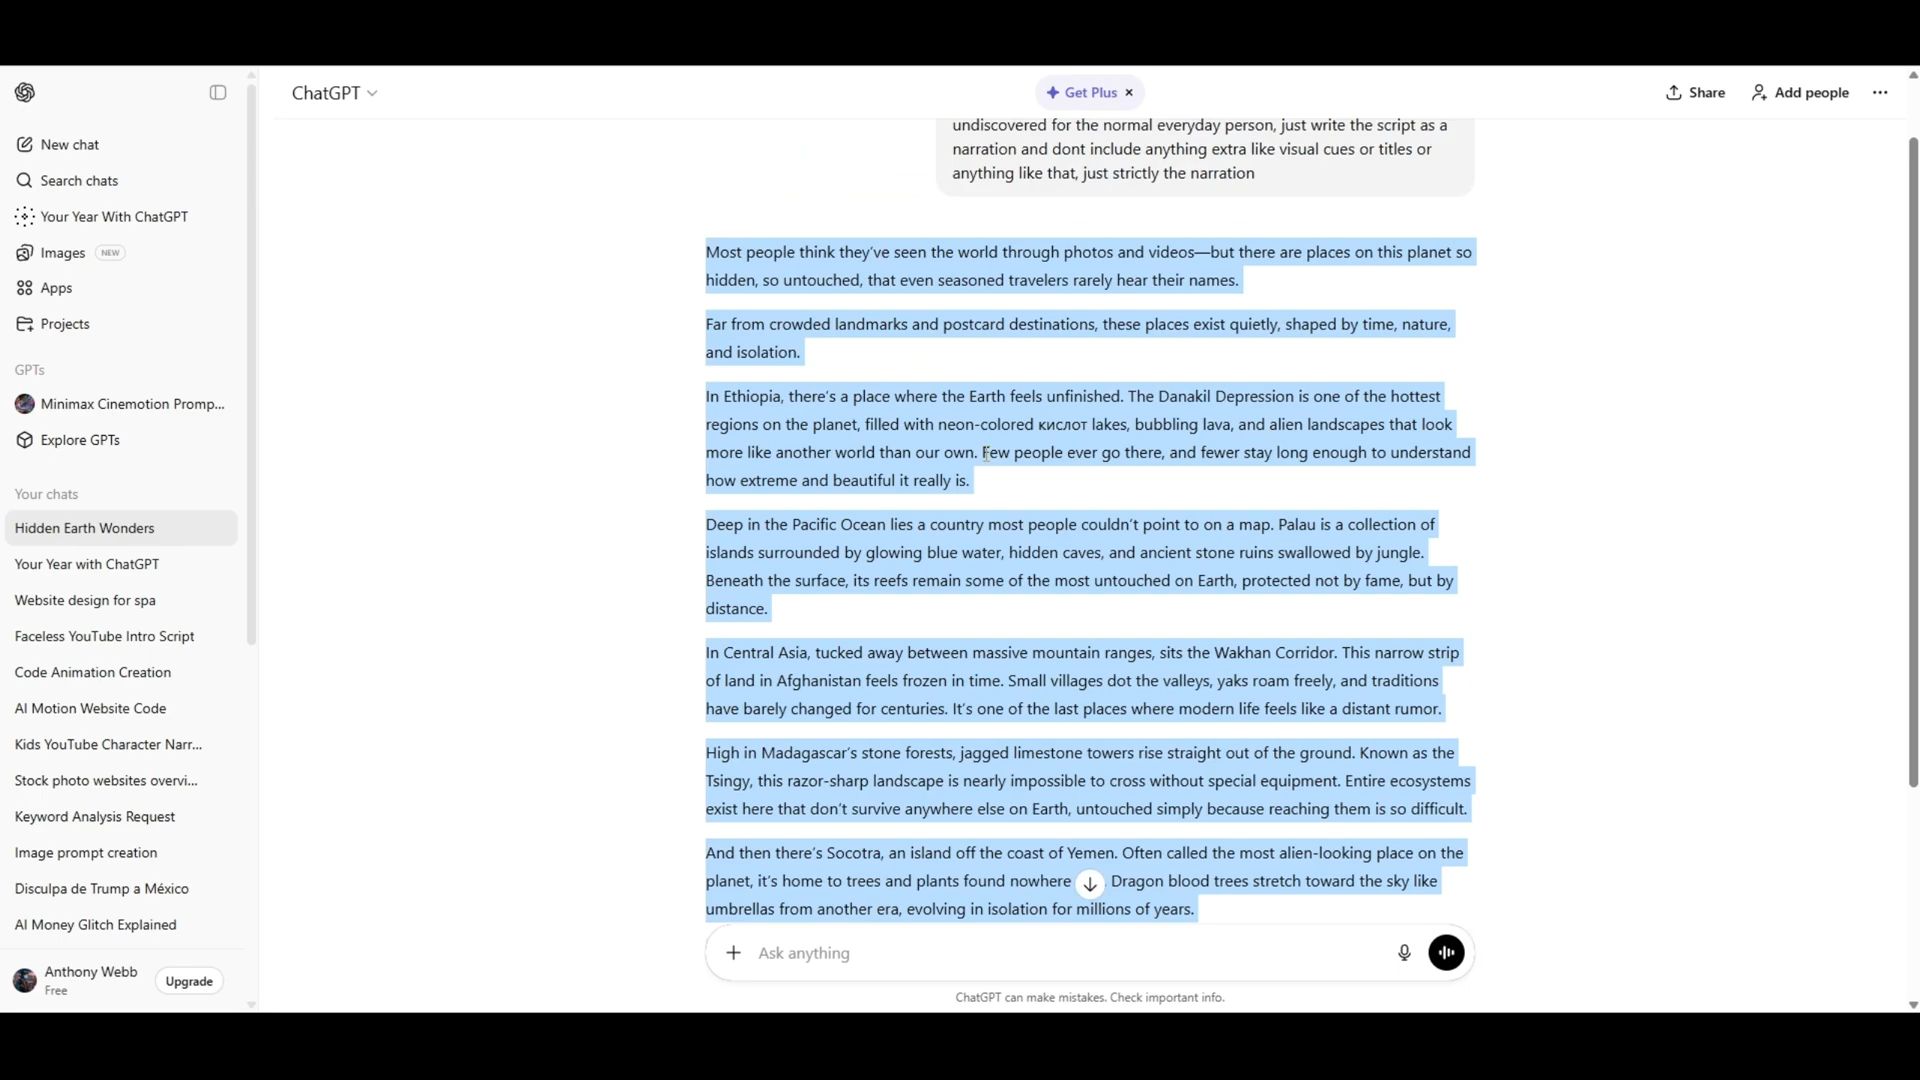 ChatGPT
Get Plus ×
Share
Add people
New chat
Search chats
Your Year With ChatGPT
Images NEW
Apps
Projects
GPTs
Minimax Cinemotion Promp...
Explore GPTs
Your chats
Hidden Earth Wonders
Your Year with ChatGPT
Website design for spa
Faceless YouTube Intro Script
Code Animation Creation
AI Motion Website Code
Kids YouTube Character Narr...
Stock photo websites overvi...
Keyword Analysis Request
Image prompt creation
Disculpa de Trump a México
AI Money Glitch Explained
Anthony Webb
Free
Upgrade
undiscovered for the normal everyday person, just write the script as a
narration and dont include anything extra like visual cues or titles or
anything like that, just strictly the narration
Most people think they’ve seen the world through photos and videos—but there are places on this planet so
hidden, so untouched, that even seasoned travelers rarely hear their names.
Far from crowded landmarks and postcard destinations, these places exist quietly, shaped by time, nature,
and isolation.
In Ethiopia, there’s a place where the Earth feels unfinished. The Danakil Depression is one of the hottest
regions on the planet, filled with neon-colored кислот lakes, bubbling lava, and alien landscapes that look
more like another world than our own. Few people ever go there, and fewer stay long enough to understand
how extreme and beautiful it really is.
Deep in the Pacific Ocean lies a country most people couldn’t point to on a map. Palau is a collection of
islands surrounded by glowing blue water, hidden caves, and ancient stone ruins swallowed by jungle.
Beneath the surface, its reefs remain some of the most untouched on Earth, protected not by fame, but by
distance.
In Central Asia, tucked away between massive mountain ranges, sits the Wakhan Corridor. This narrow strip
of land in Afghanistan feels frozen in time. Small villages dot the valleys, yaks roam freely, and traditions
have barely changed for centuries. It’s one of the last places where modern life feels like a distant rumor.
High in Madagascar’s stone forests, jagged limestone towers rise straight out of the ground. Known as the
Tsingy, this razor-sharp landscape is nearly impossible to cross without special equipment. Entire ecosystems
exist here that don’t survive anywhere else on Earth, untouched simply because reaching them is so difficult.
And then there’s Socotra, an island off the coast of Yemen. Often called the most alien-looking place on the
planet, it’s home to trees and plants found nowhere Dragon blood trees stretch toward the sky like
umbrellas from another era, evolving in isolation for millions of years.
Ask anything
ChatGPT can make mistakes. Check important info.